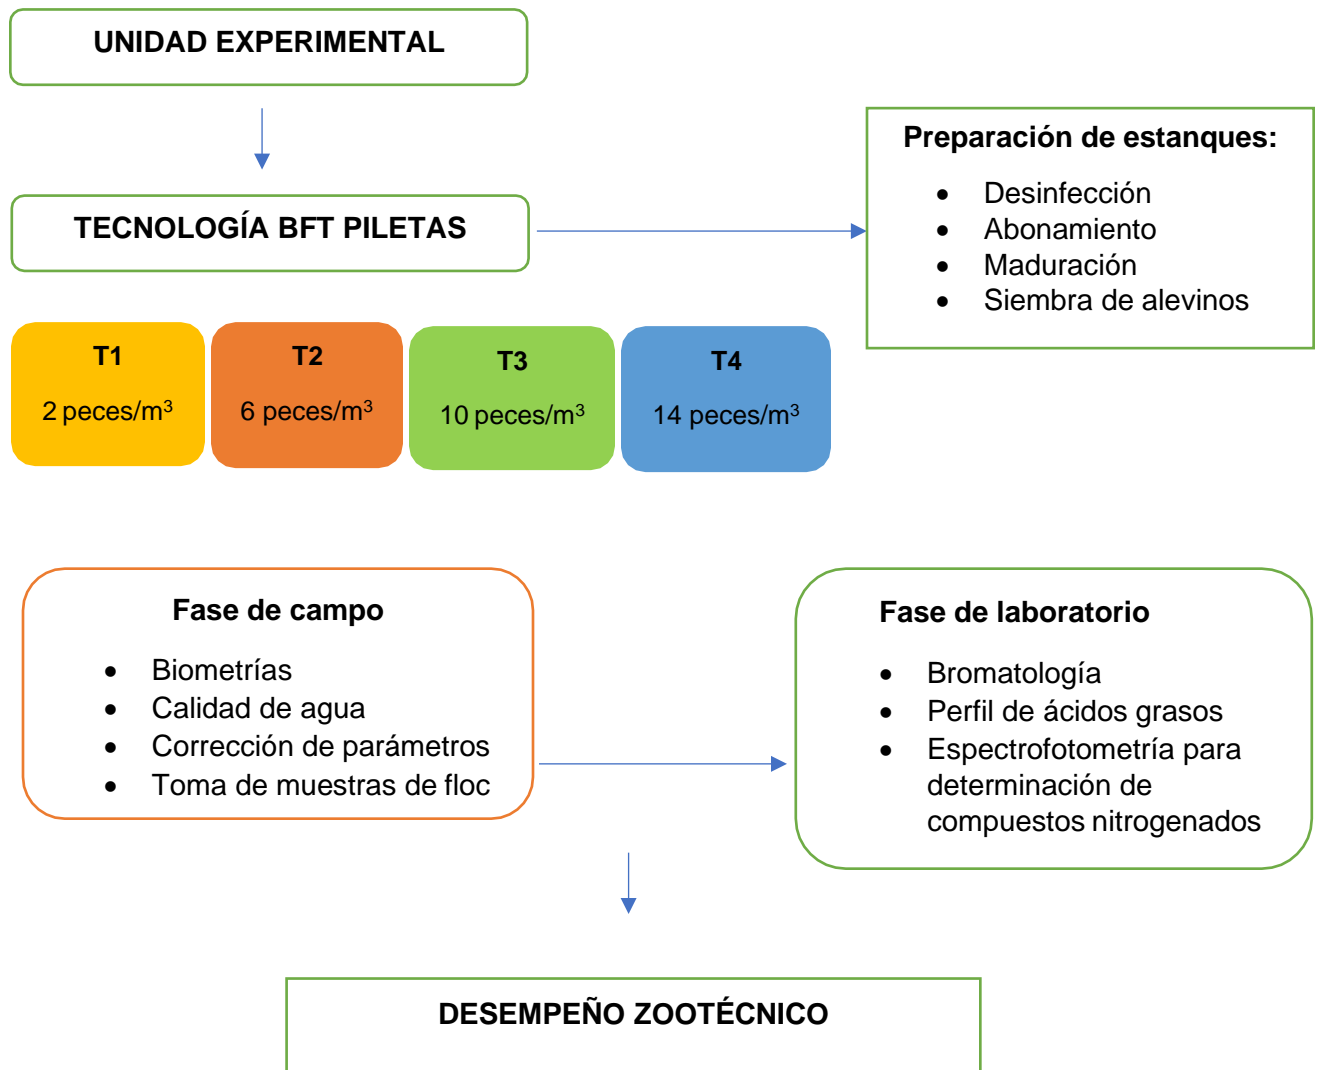 UNIDAD EXPERIMENTAL
TECNOLOGÍA BFT PILETAS
Preparación de estanques:
• Desinfección
• Abonamiento
• Maduración
• Siembra de alevinos
T1
2 peces/m³
T2
6 peces/m³
T3
10 peces/m³
T4
14 peces/m³
Fase de campo
• Biometrías
• Calidad de agua
• Corrección de parámetros
• Toma de muestras de floc
Fase de laboratorio
• Bromatología
• Perfil de ácidos grasos
• Espectrofotometría para
determinación de
compuestos nitrogenados
DESEMPEÑO ZOOTÉCNICO